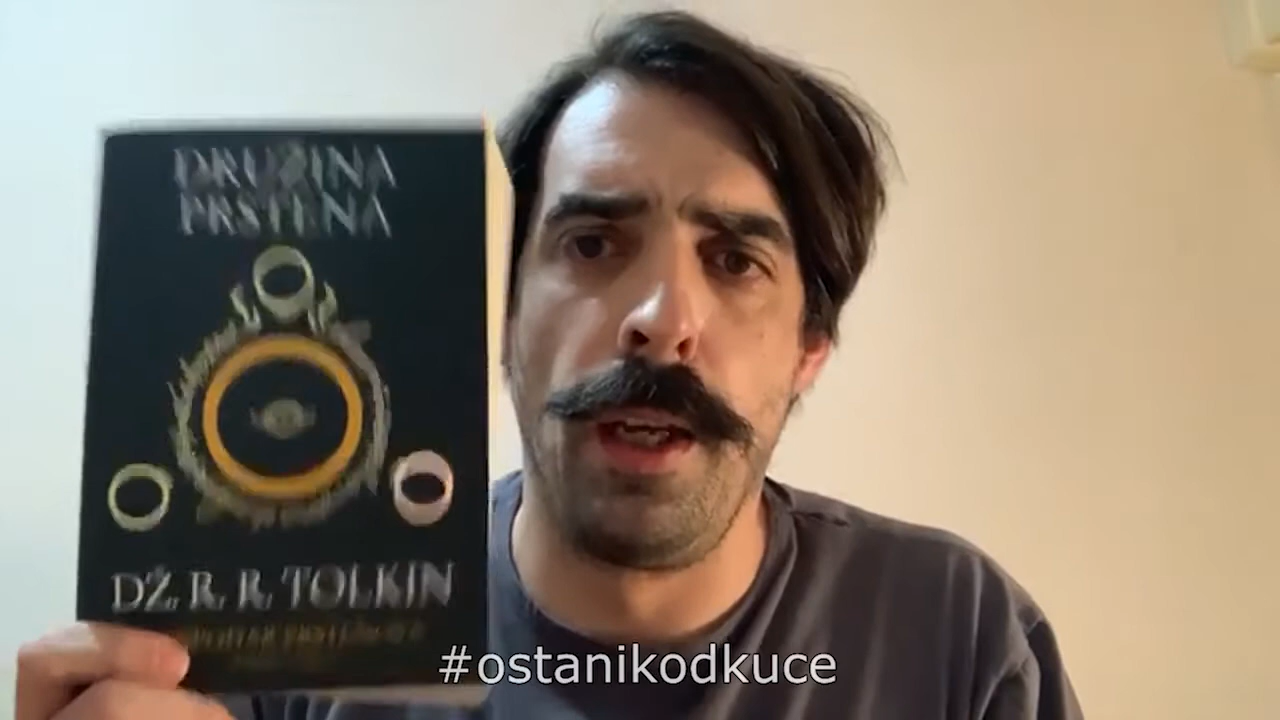 DRUŽINA
PRSTENA
DŽ. R. R. TOLKIN
#ostanikodkuce